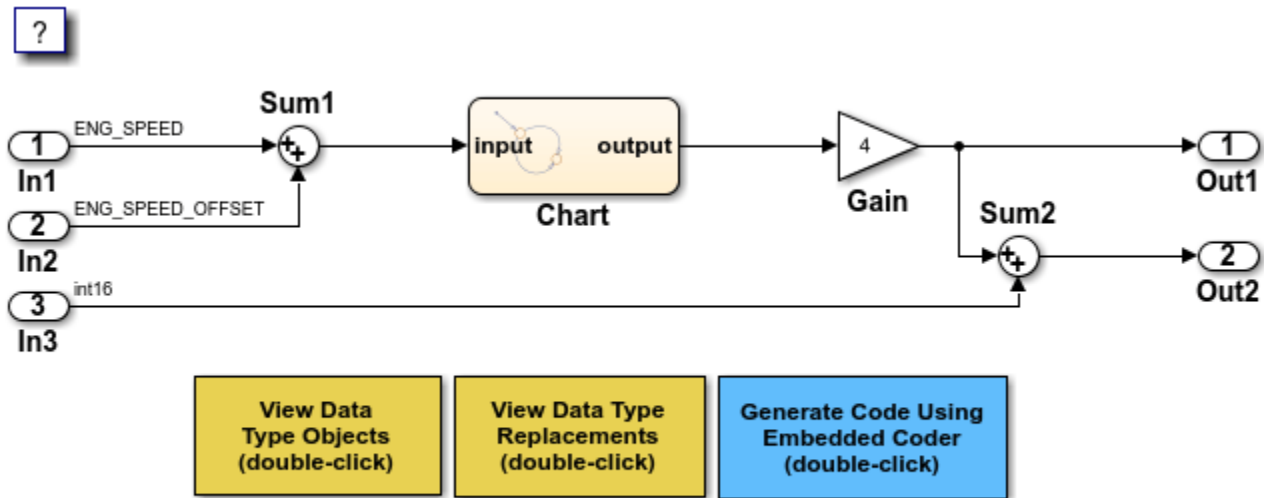 ?
Sum1
ENG_SPEED
1
In1
input
output
4
1
Out1
Chart
Gain
Sum2
ENG_SPEED_OFFSET
2
In2
2
Out2
int16
3
In3
View Data
Type Objects
(double-click)
View Data Type
Replacements
(double-click)
Generate Code Using
Embedded Coder
(double-click)